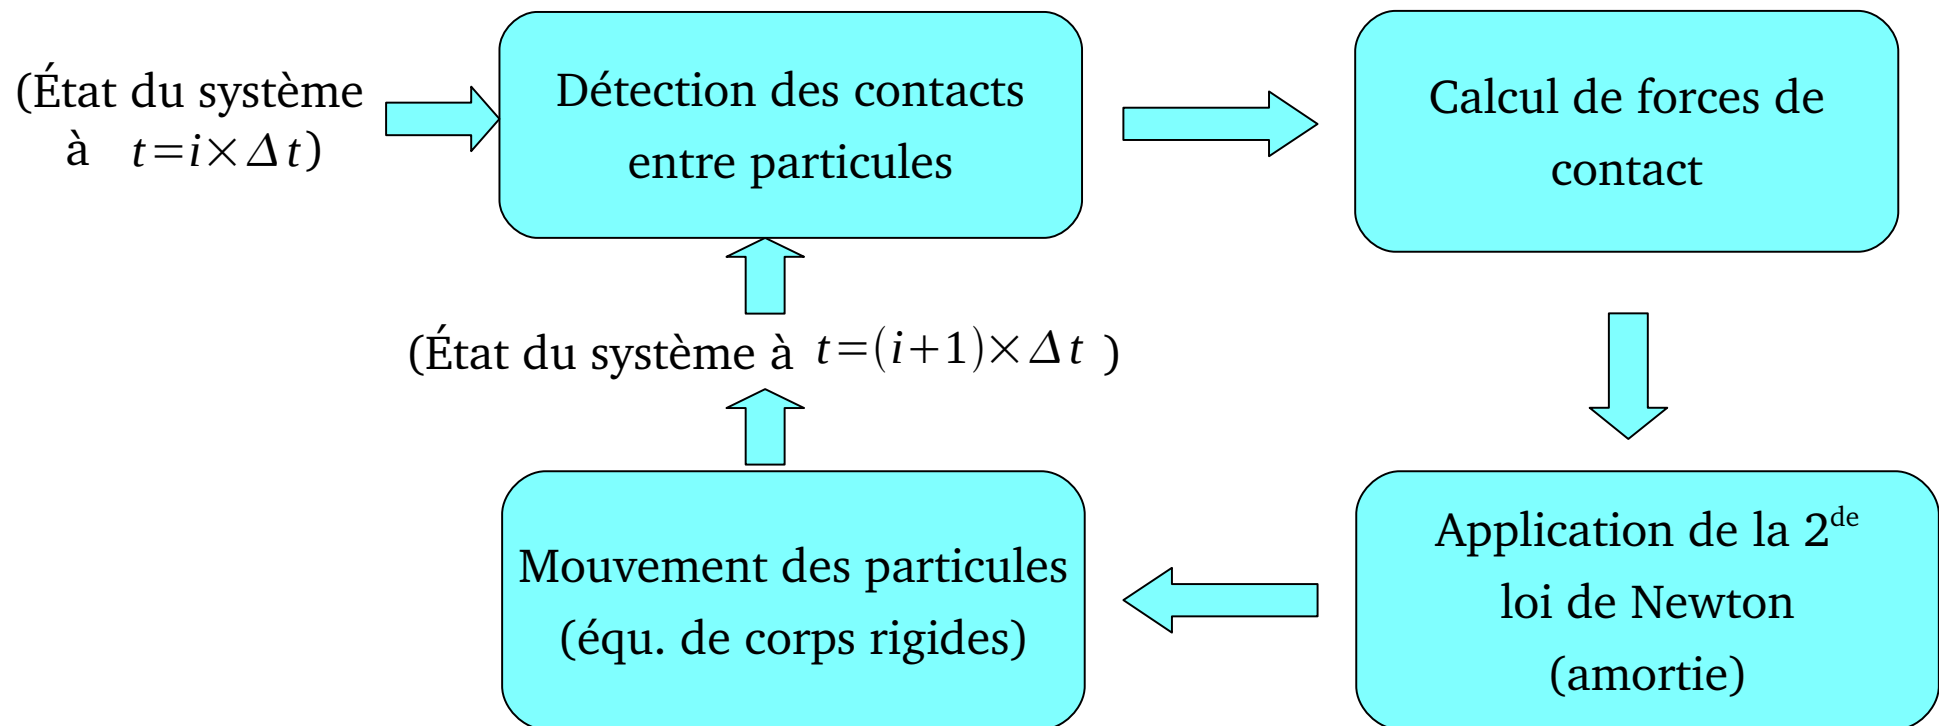 (État du système
à t=i×Δt)
Détection des contacts
entre particules
Calcul de forces de
contact
(État du système à t=(i+1)×Δt )
Mouvement des particules
(équ. de corps rigides)
Application de la 2de
loi de Newton
(amortie)